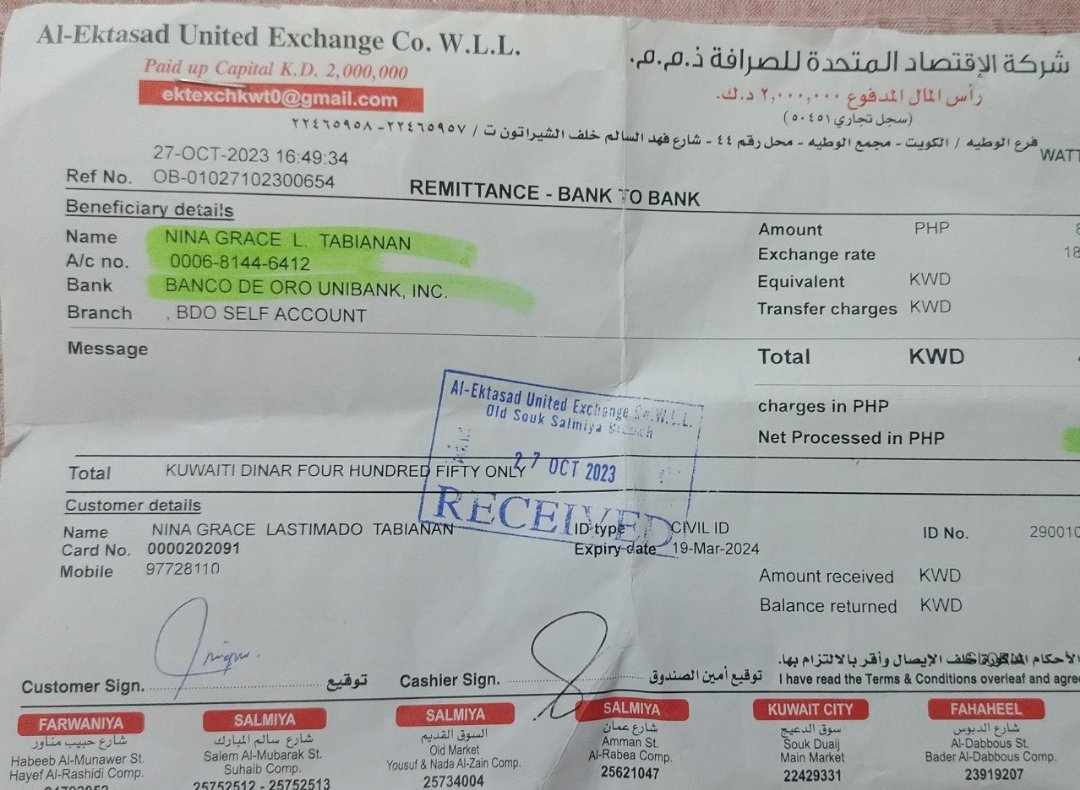 Al-Ektasad United Exchange Co. W.L.L.
شركة الإقتصاد المتحدة للصرافة ذ.م.م.
Paid up Capital K.D. 2,000,000
رأس المال المدفوع ٢,٠٠٠,٠٠٠ د.ك.
ektexchkwt0@gmail.com
(سجل تجاري ٥٠٤٥١)
فرع الوطيه / الكويت - مجمع الوطيه - محل رقم ٤٤ - شارع فهد السالم خلف الشيراتون ت / ٢٢٤٦٥٩٥٧ - ٢٢٤٦٥٩٥٨
27-OCT-2023 16:49:34
Ref No. OB-01027102300654
REMITTANCE - BANK TO BANK
Beneficiary details
Name NINA GRACE L. TABIANAN
A/c no. 0006-8144-6412
Bank BANCO DE ORO UNIBANK, INC.
Branch , BDO SELF ACCOUNT
Message
Amount PHP
Exchange rate
Equivalent KWD
Transfer charges KWD
Total KWD
charges in PHP
Net Processed in PHP
Al-Ektasad United Exchange Co.W.L.L.
Old Souk Salmiya Branch
27 OCT 2023
RECEIVED
Total KUWAITI DINAR FOUR HUNDRED FIFTY ONLY
Customer details
Name NINA GRACE LASTIMADO TABIANAN
Card No. 0000202091
Mobile 97728110
ID type CIVIL ID
Expiry date 19-Mar-2024
ID No. 290010
Amount received KWD
Balance returned KWD
Customer Sign. توقيع
Cashier Sign. توقيع أمين الصندوق
خلف الإيصال وأقر بالالتزام بها.
I have read the Terms & Conditions overleaf and agree
FARWANIYA
شارع حبيب مناور
Habeeb Al-Munawer St.
Hayef Al-Rashidi Comp.
SALMIYA
شارع سالم المبارك
Salem Al-Mubarak St.
Suhaib Comp.
25752512 - 25752513
SALMIYA
السوق القديم
Old Market
Yousuf & Nada Al-Zain Comp.
25734004
SALMIYA
شارع عمان
Amman St.
Al-Rabea Comp.
25621047
KUWAIT CITY
سوق الدعيج
Souk Duaij
Main Market
22429331
FAHAHEEL
شارع الدبوس
Al-Dabbous St.
Bader Al-Dabbous Comp.
23919207